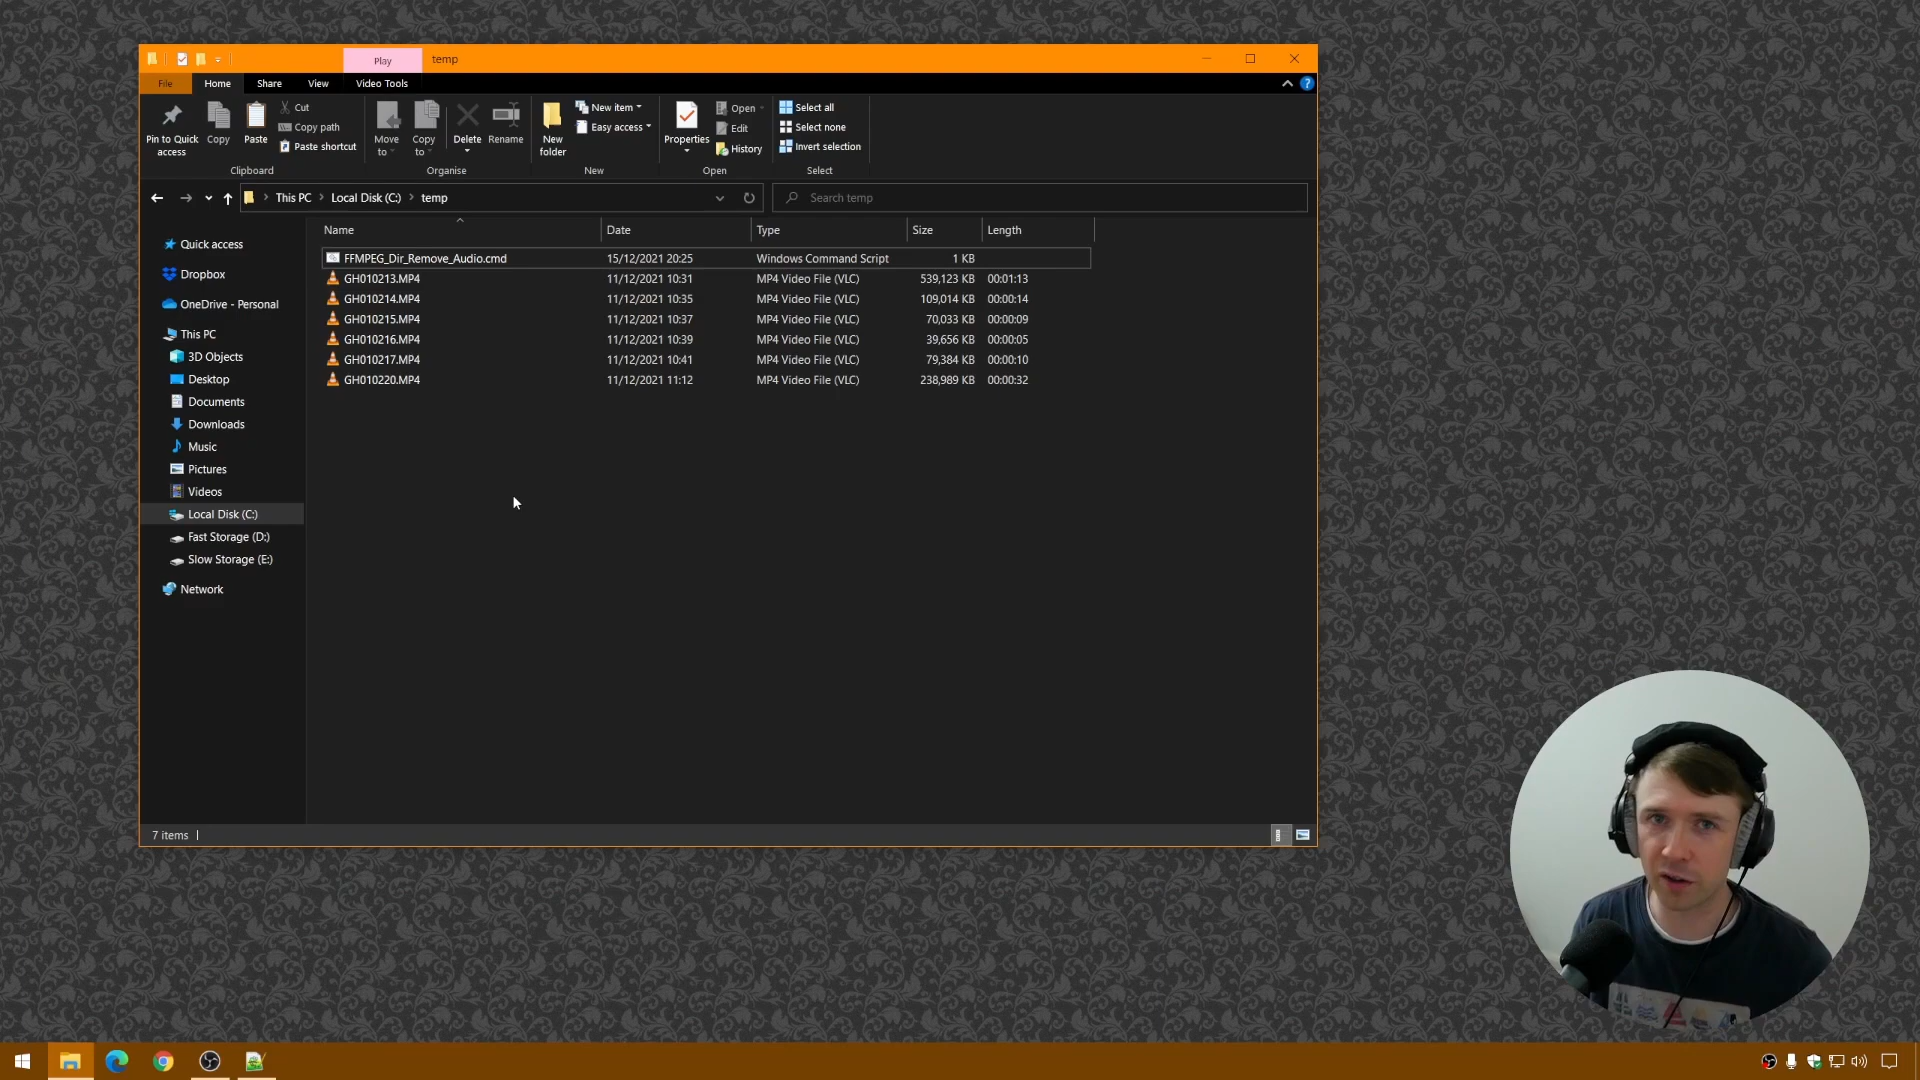 Play temp
File Home Share View Video Tools
Pin to Quick access Copy Paste Cut Copy path Paste shortcut Move to Copy to Delete Rename New folder New item Easy access Properties Open Edit History Select all Select none Invert selection
Clipboard Organise New Open Select
This PC Local Disk (C:) temp Search temp
Name Date Type Size Length
FFMPEG_Dir_Remove_Audio.cmd 15/12/2021 20:25 Windows Command Script 1 KB
GH010213.MP4 11/12/2021 10:31 MP4 Video File (VLC) 539,123 KB 00:01:13
GH010214.MP4 11/12/2021 10:35 MP4 Video File (VLC) 109,014 KB 00:00:14
GH010215.MP4 11/12/2021 10:37 MP4 Video File (VLC) 70,033 KB 00:00:09
GH010216.MP4 11/12/2021 10:39 MP4 Video File (VLC) 39,656 KB 00:00:05
GH010217.MP4 11/12/2021 10:41 MP4 Video File (VLC) 79,384 KB 00:00:10
GH010220.MP4 11/12/2021 11:12 MP4 Video File (VLC) 238,989 KB 00:00:32
Quick access
Dropbox
OneDrive - Personal
This PC
3D Objects
Desktop
Documents
Downloads
Music
Pictures
Videos
Local Disk (C:)
Fast Storage (D:)
Slow Storage (E:)
Network
7 items